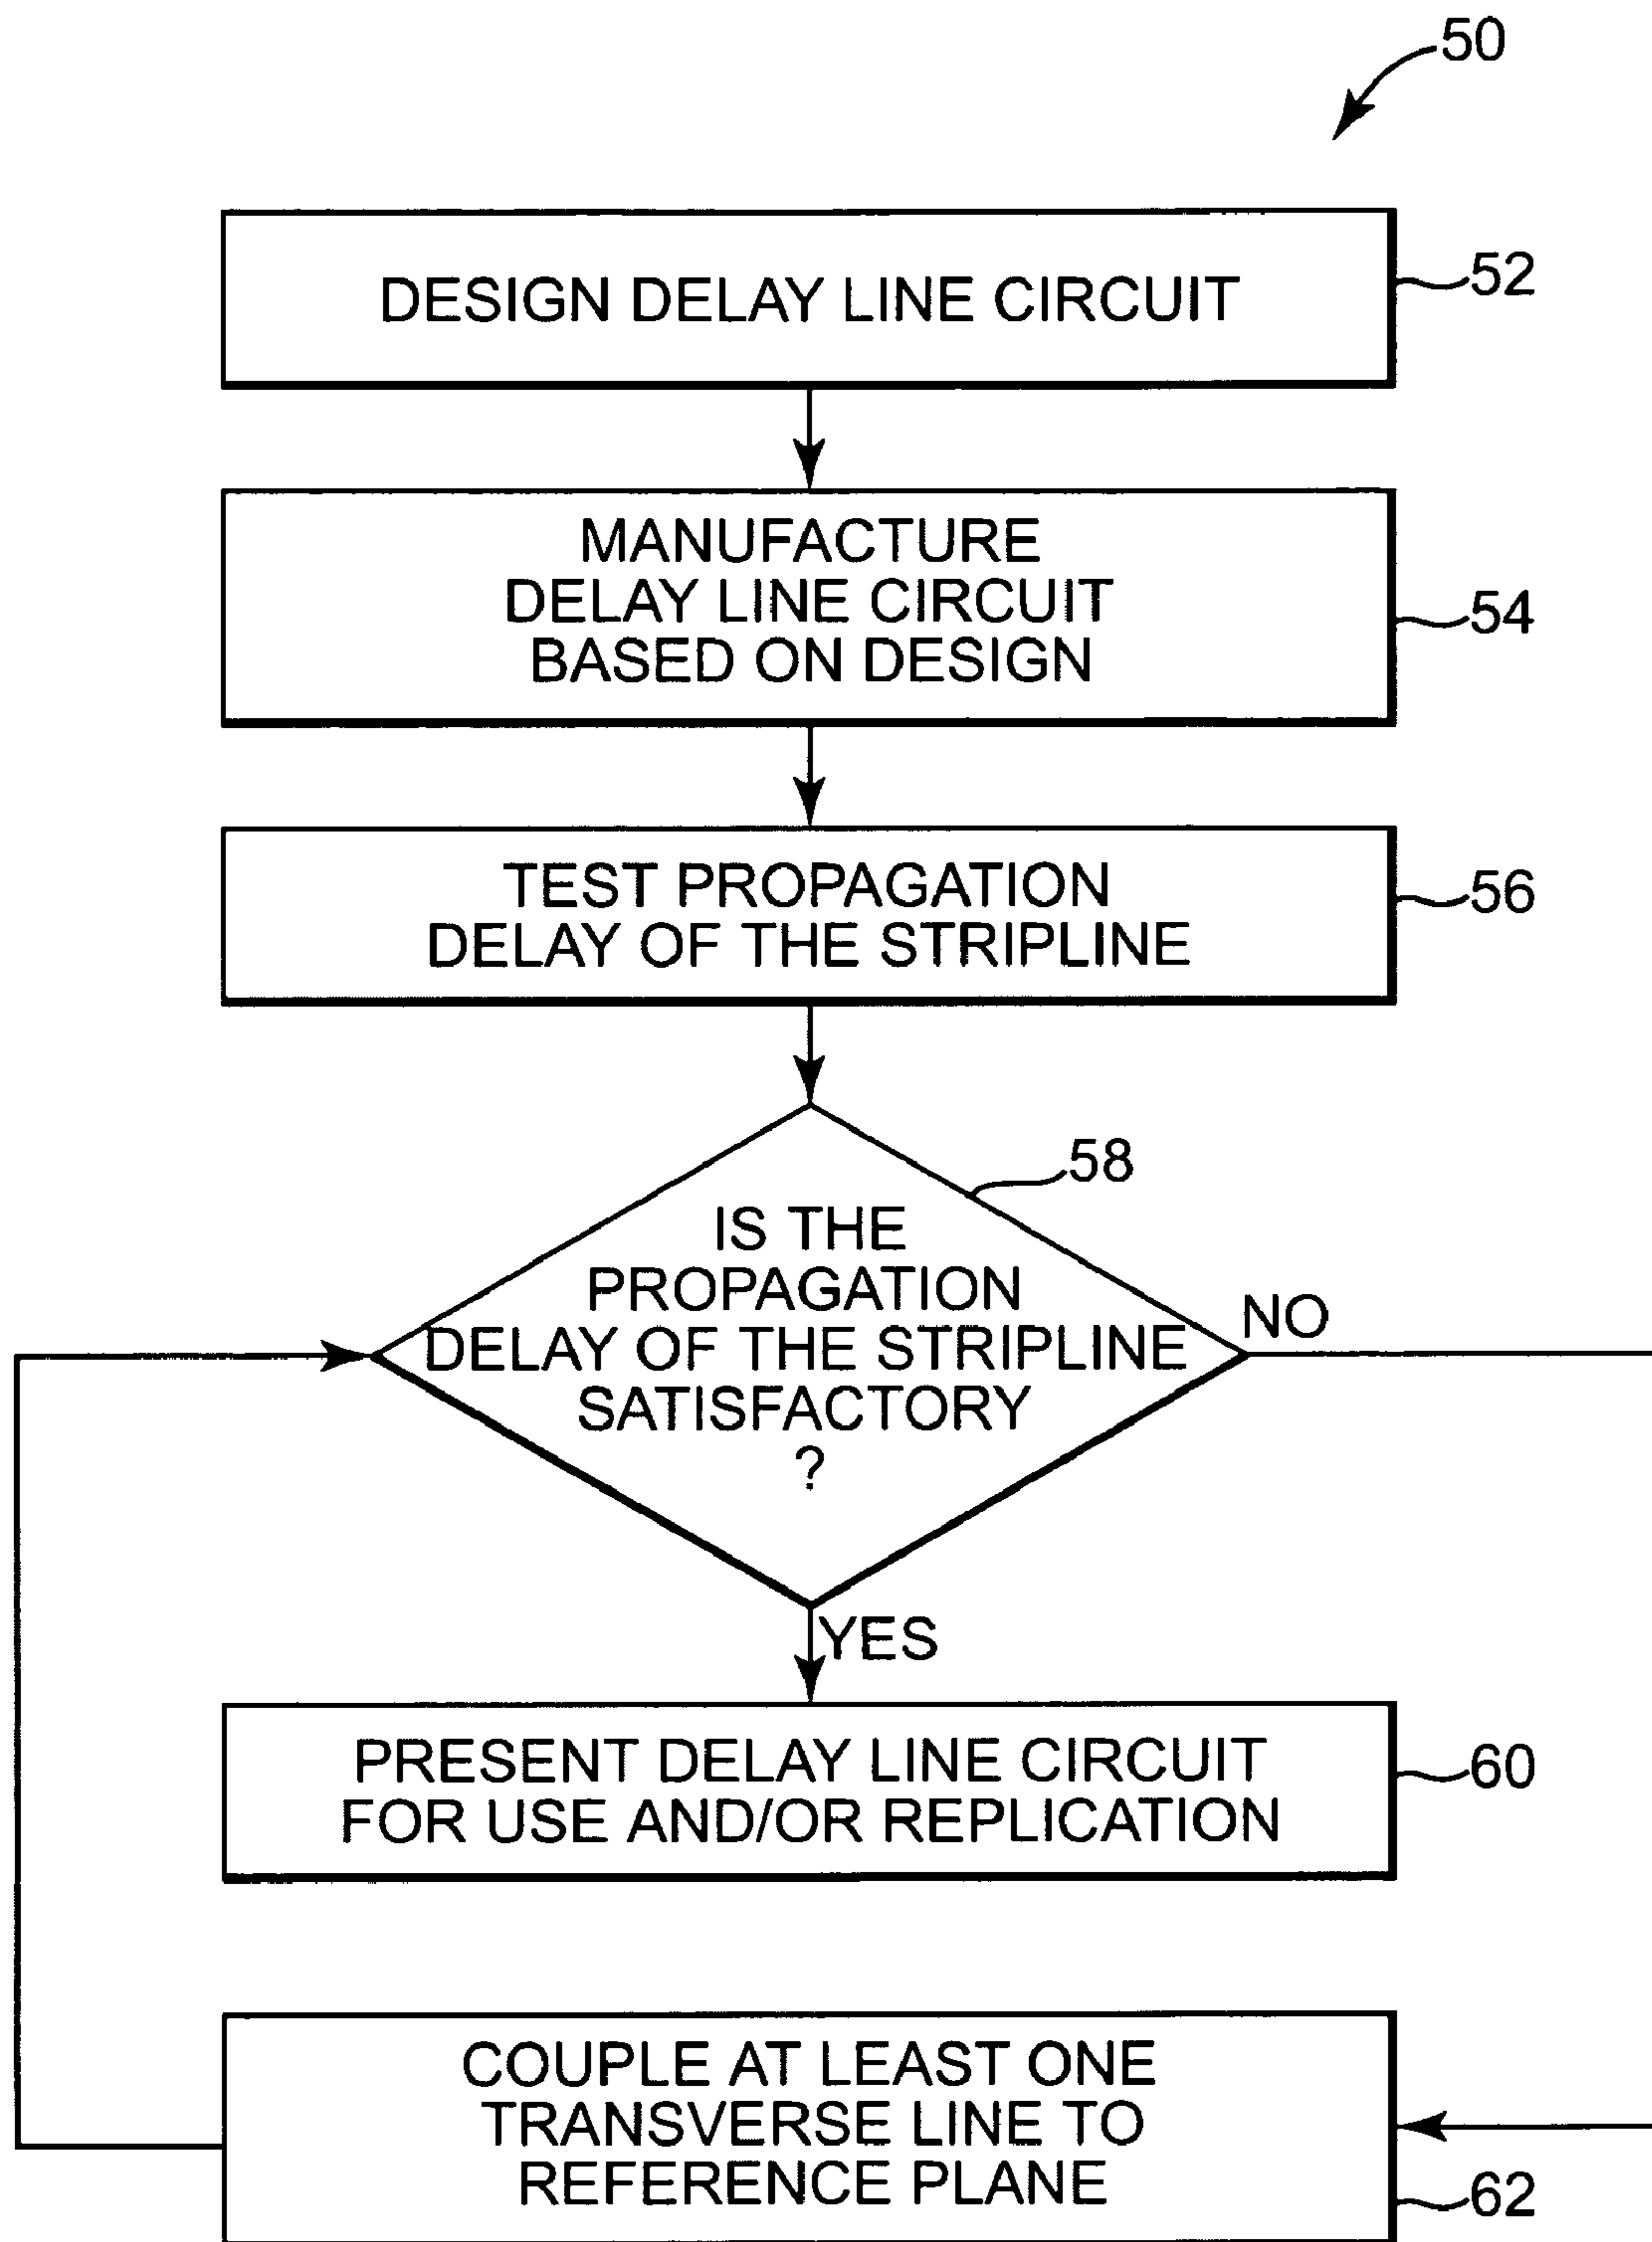 50
DESIGN DELAY LINE CIRCUIT
52
MANUFACTURE
DELAY LINE CIRCUIT
BASED ON DESIGN
54
TEST PROPAGATION
DELAY OF THE STRIPLINE
56
58
IS THE
PROPAGATION
DELAY OF THE STRIPLINE
SATISFACTORY
?
NO
YES
PRESENT DELAY LINE CIRCUIT
FOR USE AND/OR REPLICATION
60
COUPLE AT LEAST ONE
TRANSVERSE LINE TO
REFERENCE PLANE
62